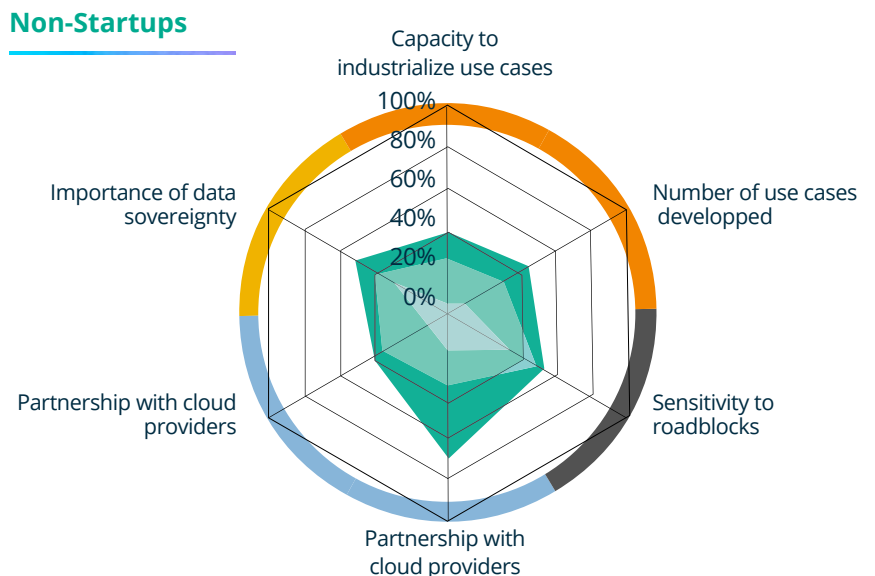 Non-Startups
Capacity to
industrialize use cases
100%
80%
60%
40%
20%
0%
Importance of data
sovereignty
Number of use cases
developped
Partnership with cloud
providers
Sensitivity to
roadblocks
Partnership with
cloud providers